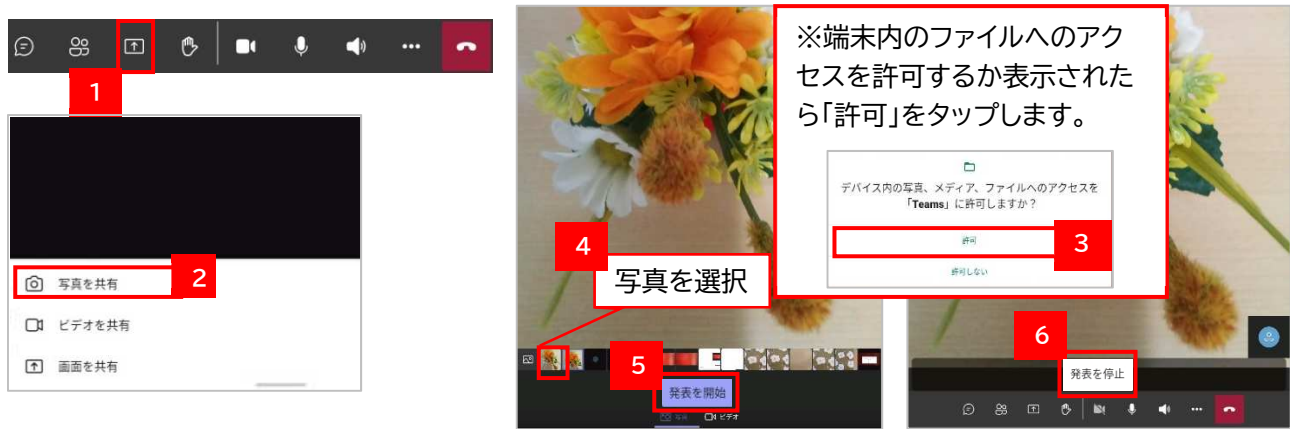 1
2
写真を共有
ビデオを共有
画面を共有
※端末内のファイルへのアク
セスを許可するか表示された
ら「許可」をタップします。
デバイス内の写真、メディア、ファイルへのアクセスを
「Teams」に許可しますか？
許可
3
許可しない
4
写真を選択
5
発表を開始
写真
ビデオ
6
発表を停止